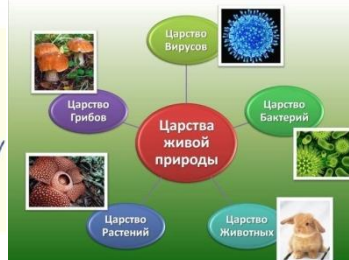 Царство
Вирусов
Царство
Грибов
Царство
Бактерий
Царства
живой
природы
Царство
Растений
Царство
Животных